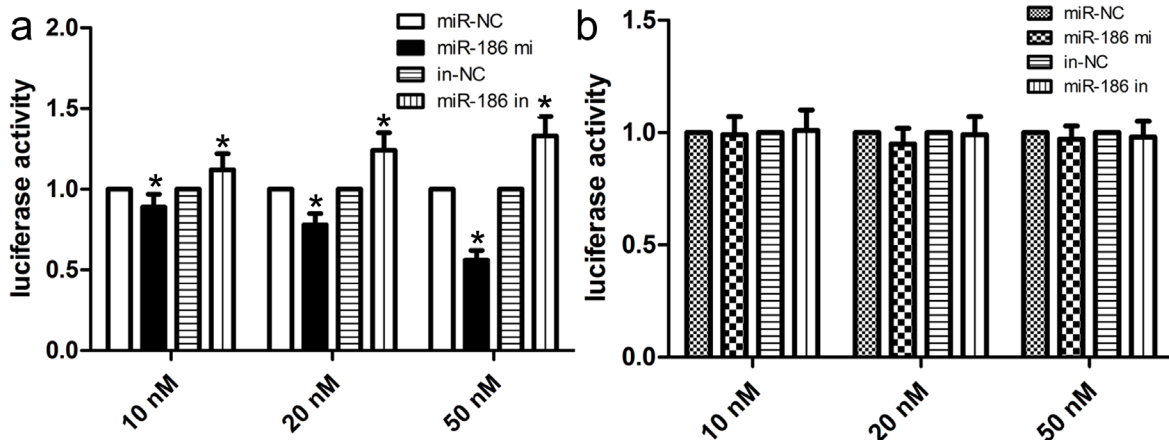 a
luciferase activity
2.0
1.5
1.0
0.5
0.0
miR-NC
miR-186 mi
in-NC
miR-186 in
* * * * * *
10 nM 20 nM 50 nM
b
luciferase activity
1.5
1.0
0.5
0.0
miR-NC
miR-186 mi
in-NC
miR-186 in
10 nM 20 nM 50 nM